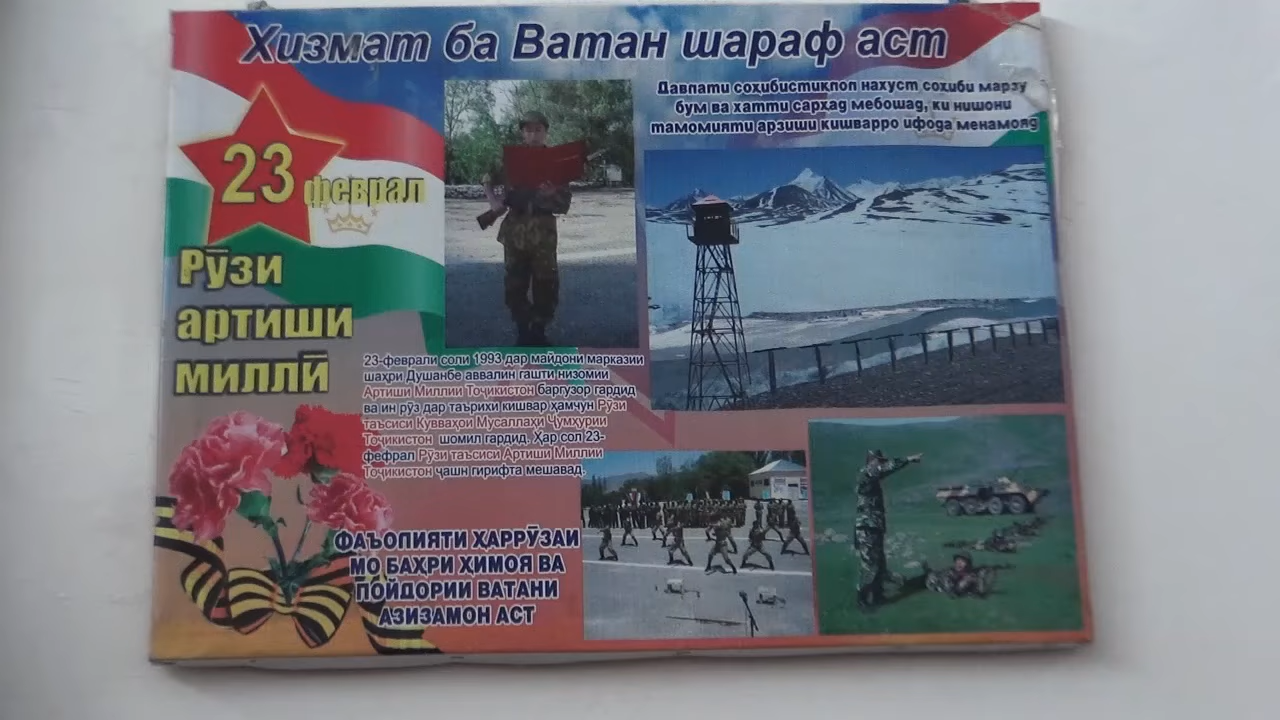 Хизмат ба Ватан шараф аст
23 феврал
Рӯзи
артиши
миллӣ
Давлати соҳибистиқлол нахуст соҳиби марзу
бум ва хатти сарҳад мебошад, ки нишони
тамомияти арзиши кишварро ифода менамояд
23-феврали соли 1993 дар майдони марказии
шаҳри Душанбе аввалин гашти низомии
Артиши Миллии Тоҷикистон баргузор гардид
ва ин рӯз дар таърихи кишвар ҳамчун Рӯзи
таъсиси Қувваҳои Мусаллаҳи Ҷумҳурии
Тоҷикистон шомил гардид. Ҳар сол 23-
феврал Рӯзи таъсиси Артиши Миллии
Тоҷикистон ҷашн гирифта мешавад.
ФАЪОЛИЯТИ ҲАРРӮЗАИ
МО БАҲРИ ҲИМОЯ ВА
ПОЙДОРИИ ВАТАНИ
АЗИЗАМОН АСТ